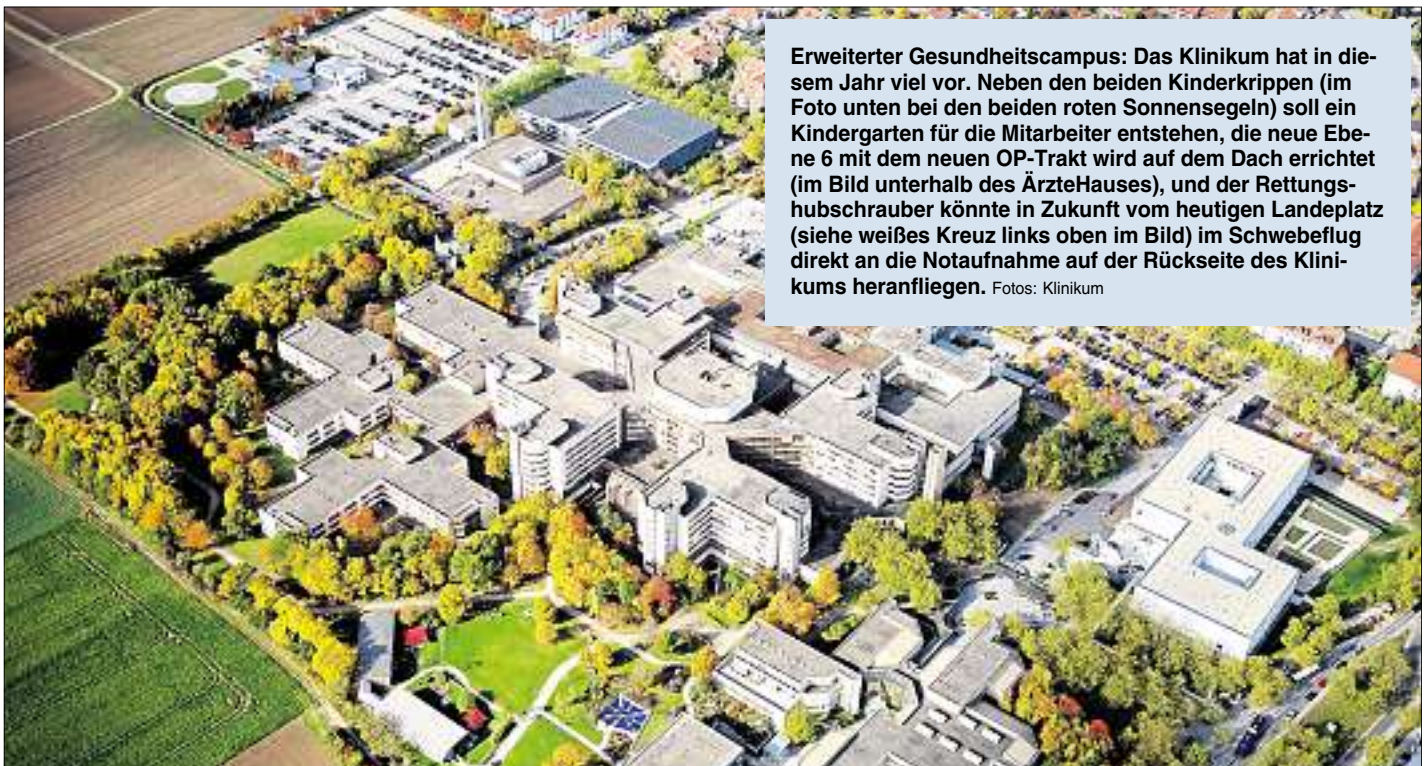 Erweiterter Gesundheitscampus: Das Klinikum hat in die-
sem Jahr viel vor. Neben den beiden Kinderkrippen (im
Foto unten bei den beiden roten Sonnensegeln) soll ein
Kindergarten für die Mitarbeiter entstehen, die neue Ebe-
ne 6 mit dem neuen OP-Trakt wird auf dem Dach errichtet
(im Bild unterhalb des ÄrzteHauses), und der Rettungs-
hubschrauber könnte in Zukunft vom heutigen Landeplatz
(siehe weißes Kreuz links oben im Bild) im Schwebeflug
direkt an die Notaufnahme auf der Rückseite des Klini-
kums heranfliegen. Fotos: Klinikum